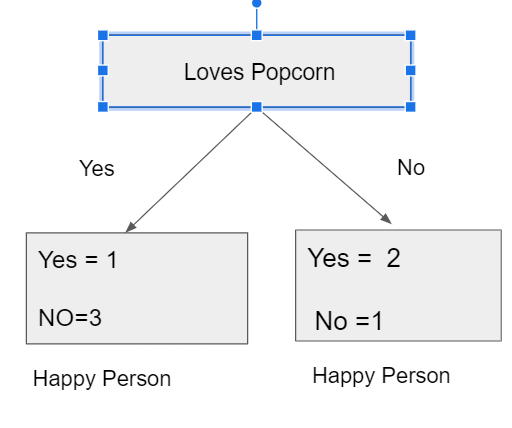 Loves Popcorn
Yes
No
Yes = 1
NO=3
Yes =  2
No =1
Happy Person
Happy Person